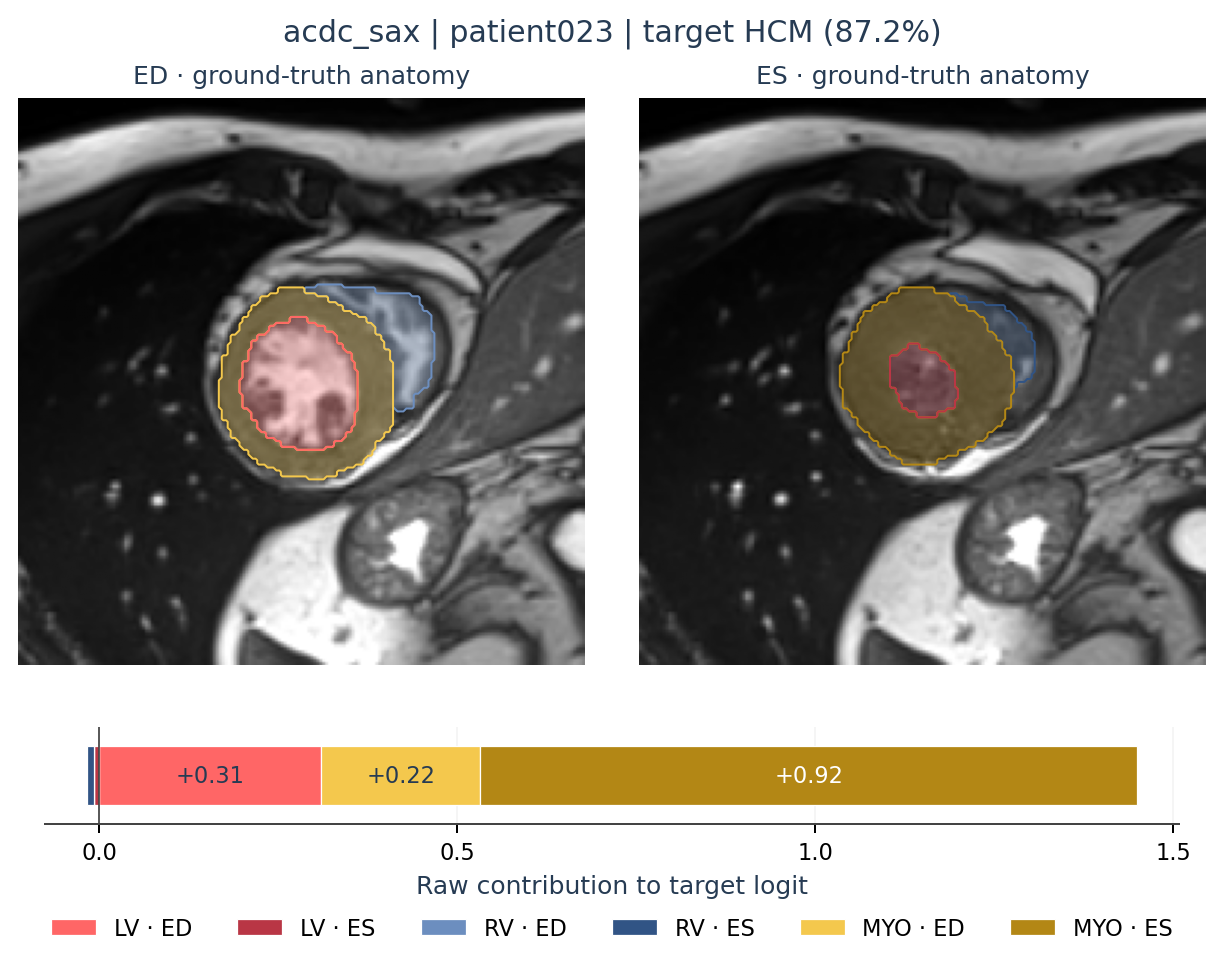 acdc_sax | patient023 | target HCM (87.2%)
ED · ground-truth anatomy
ES · ground-truth anatomy
+0.31
+0.22
+0.92
0.0
0.5
1.0
1.5
Raw contribution to target logit
LV · ED
LV · ES
RV · ED
RV · ES
MYO · ED
MYO · ES